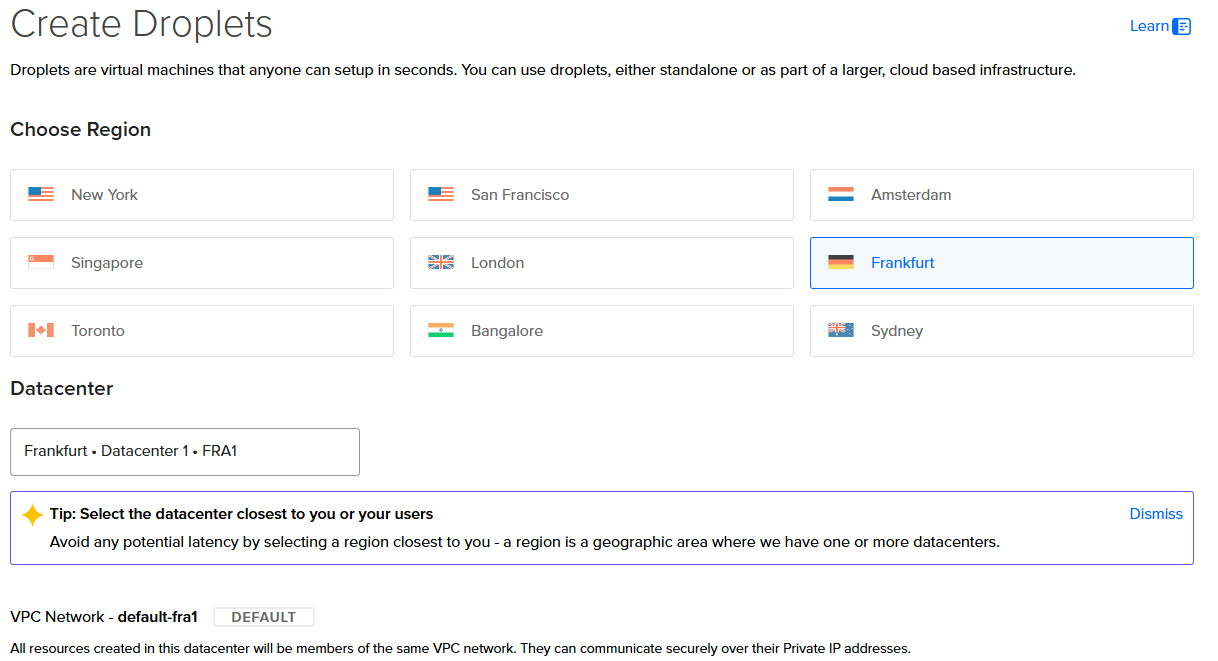 Create Droplets
Learn
Droplets are virtual machines that anyone can setup in seconds. You can use droplets, either standalone or as part of a larger, cloud based infrastructure.
Choose Region
New York
San Francisco
Amsterdam
Singapore
London
Frankfurt
Toronto
Bangalore
Sydney
Datacenter
Frankfurt • Datacenter 1 • FRA1
Tip: Select the datacenter closest to you or your users
Dismiss
Avoid any potential latency by selecting a region closest to you - a region is a geographic area where we have one or more datacenters.
VPC Network - default-fra1 DEFAULT
All resources created in this datacenter will be members of the same VPC network. They can communicate securely over their Private IP addresses.